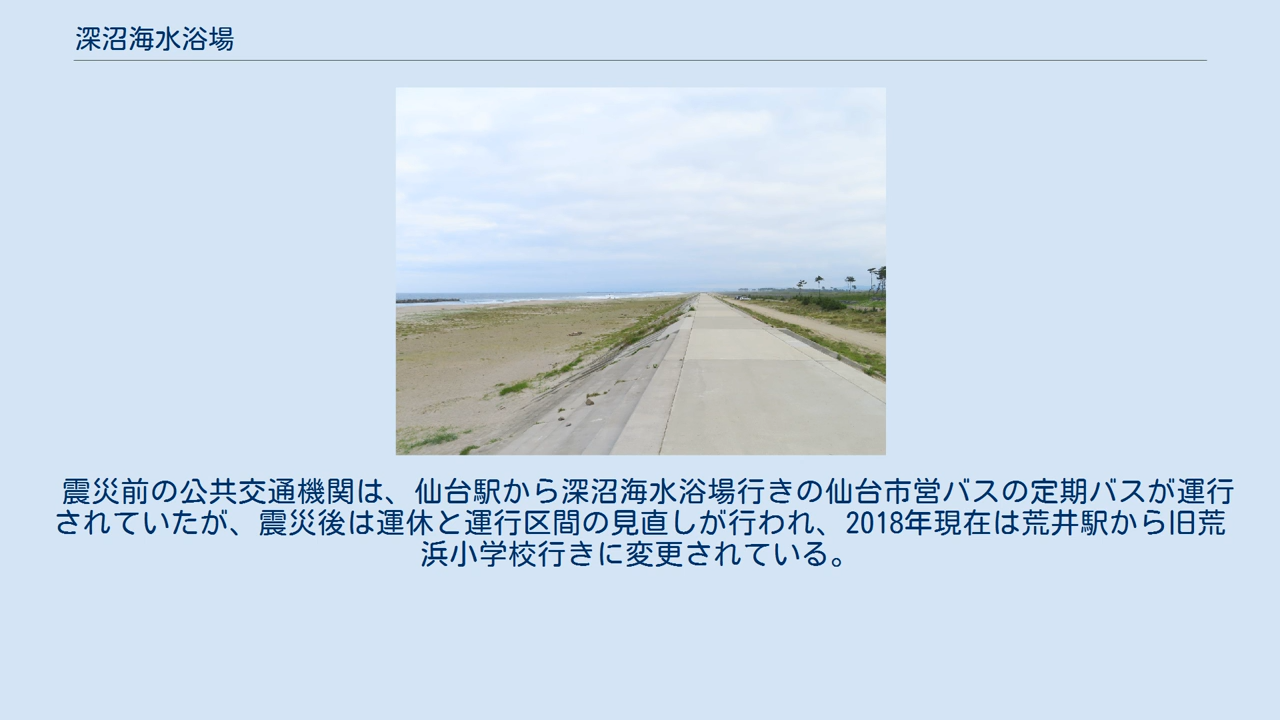 深沼海水浴場
震災前の公共交通機関は、仙台駅から深沼海水浴場行きの仙台市営バスの定期バスが運行
されていたが、震災後は運休と運行区間の見直しが行われ、2018年現在は荒井駅から旧荒
浜小学校行きに変更されている。